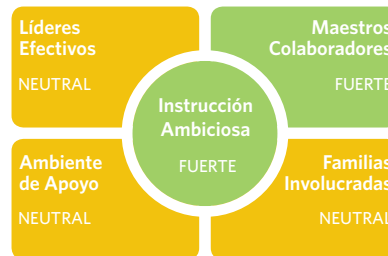 Líderes
Efectivos
NEUTRAL
Maestros
Colaboradores
FUERTE
Instrucción
Ambiciosa
FUERTE
Ambiente
de Apoyo
NEUTRAL
Familias
Involucradas
NEUTRAL